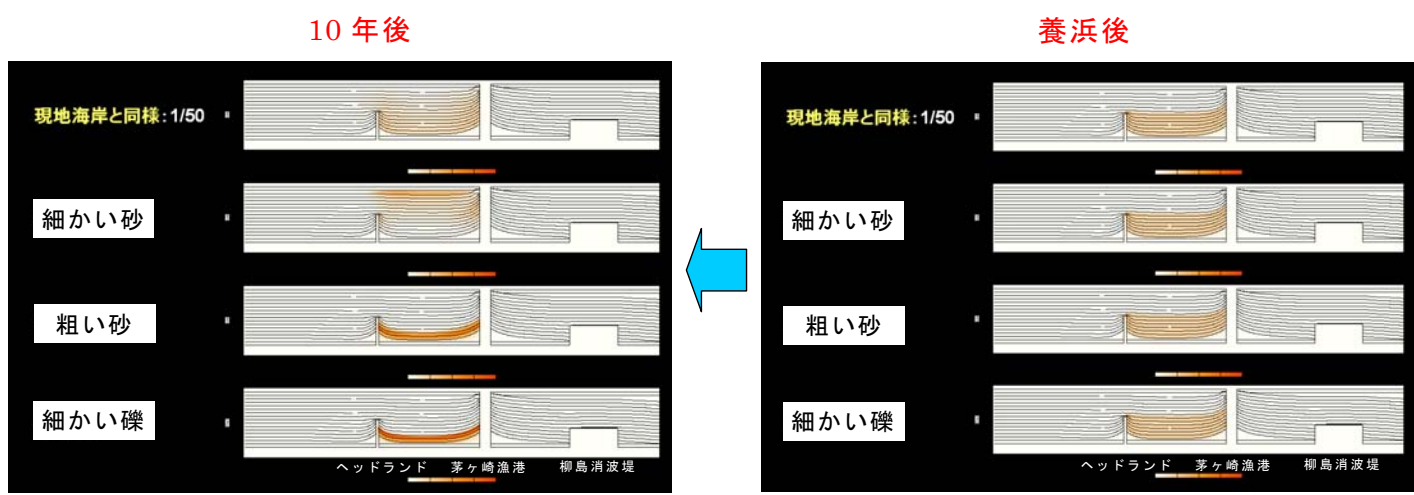 10 年後
現地海岸と同様:1/50
細かい砂
粗い砂
細かい礫
ヘッドランド 茅ヶ崎漁港 柳島消波堤
養浜後
現地海岸と同様:1/50
細かい砂
粗い砂
細かい礫
ヘッドランド 茅ヶ崎漁港 柳島消波堤